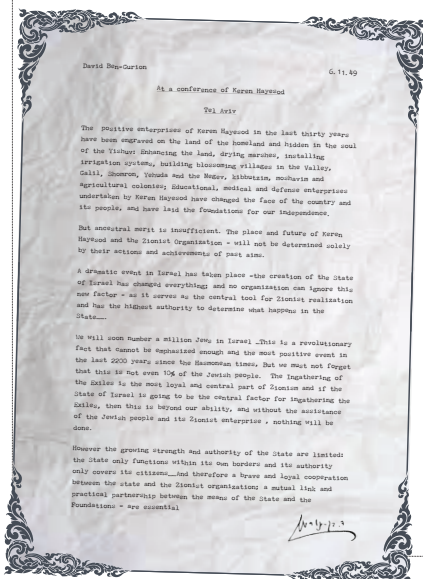 David Ben-Gurion
6.11.49
At a conference of Keren Hayesod
Tel Aviv
The positive enterprises of Keren Hayesod in the last thirty years
have been engraved on the land of the homeland and hidden in the soul
of the Yishuv: Enhancing the land, drying marshes, installing
irrigation systems, building blossoming villages in the Valley,
Galil, Shomron, Yehuda and the Negev, kibbutzim, moshavim and
agricultural colonies; Educational, medical and defense enterprises
undertaken by Keren Hayesod have changed the face of the country and
its people, and have laid the foundations for our independence.
But ancestral merit is insufficient. The place and future of Keren
Hayesod and the Zionist Organization - will not be determined solely
by their actions and achievements of past aims.
A dramatic event in Israel has taken place -the creation of the State
of Israel has changed everything; and no organization can ignore this
new factor - as it serves as the central tool for Zionist realization
and has the highest authority to determine what happens in the
State__.
We will soon number a million Jews in Israel _This is a revolutionary
fact that cannot be emphasized enough and the most positive event in
the last 2200 years since the Hasmonean times. But we must not forget
that this is not even 10% of the Jewish people. The Ingathering of
the Exiles is the most loyal and central part of Zionism and if the
State of Israel is going to be the central factor for ingathering the
Exiles, then this is beyond our ability, and without the assistance
of the Jewish people and its Zionist enterprise , nothing will be
done.
However the growing strength and authority of the State are limited:
the State only functions within its own borders and its authority
only covers its citizens__And therefore a brave and loyal cooperation
between the state and the Zionist organization; a mutual link and
practical partnership between the means of the State and the
Foundations - are essential